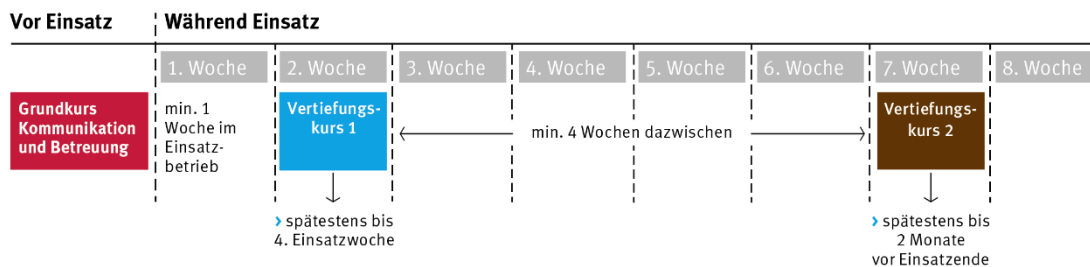 Vor Einsatz
Während Einsatz
1. Woche
2. Woche
3. Woche
4. Woche
5. Woche
6. Woche
7. Woche
8. Woche
Grundkurs
Kommunikation
und Betreuung
min. 1
Woche im
Einsatz-
betrieb
Vertiefungs-
kurs 1
min. 4 Wochen dazwischen
Vertiefungs-
kurs 2
› spätestens bis
4. Einsatzwoche
› spätestens bis
2 Monate
vor Einsatzende